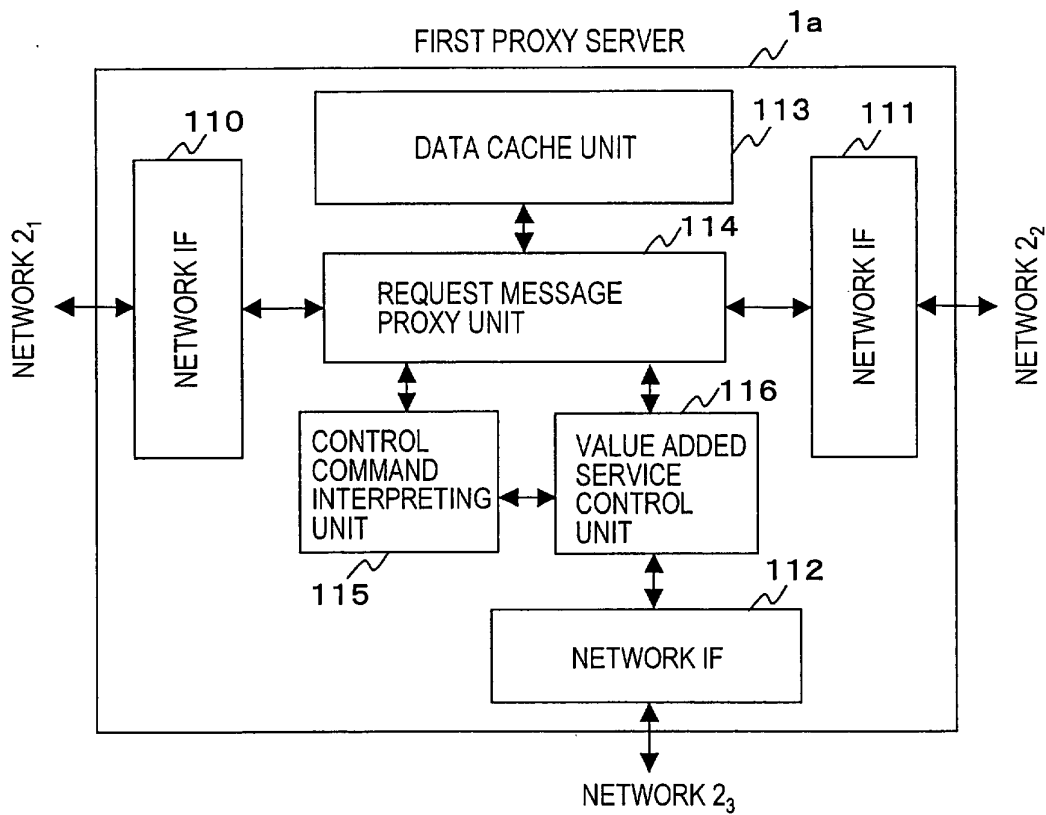 FIRST PROXY SERVER
1a
110
113
111
DATA CACHE UNIT
114
NETWORK 2₁
NETWORK IF
REQUEST MESSAGE
PROXY UNIT
NETWORK IF
NETWORK 2₂
116
CONTROL
COMMAND
INTERPRETING
UNIT
VALUE ADDED
SERVICE
CONTROL
UNIT
115
112
NETWORK IF
NETWORK 2₃